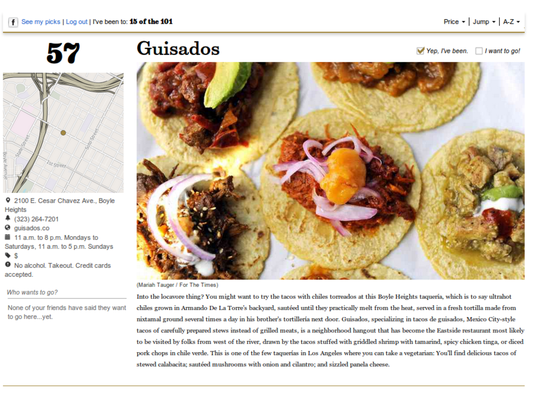 See my picks | Log out | I've been to: 15 of the 101
Price | Jump | A-Z
57
Guisados
Yep, I've been. I want to go!
2100 E. Cesar Chavez Ave., Boyle
Heights
(323) 264-7201
guisados.co
11 a.m. to 8 p.m. Mondays to
Saturdays, 11 a.m. to 5 p.m. Sundays
$
No alcohol. Takeout. Credit cards
accepted.
Who wants to go?
None of your friends have said they want
to go here...yet.
(Mariah Tauger / For The Times)
Into the locavore thing? You might want to try the tacos with chiles torreados at this Boyle Heights taqueria, which is to say ultrahot
chiles grown in Armando De La Torre's backyard, sautéed until they practically melt from the heat, served in a fresh tortilla made from
nixtamal ground several times a day in his brother's tortilleria next door. Guisados, specializing in tacos de guisados, Mexico City-style
tacos of carefully prepared stews instead of grilled meats, is a neighborhood hangout that has become the Eastside restaurant most likely
to be visited by folks from west of the river, drawn by the tacos stuffed with griddled shrimp with tamarind, spicy chicken tinga, or diced
pork chops in chile verde. This is one of the few taquerias in Los Angeles where you can take a vegetarian: You'll find delicious tacos of
stewed calabacita; sautéed mushrooms with onion and cilantro; and sizzled panela cheese.